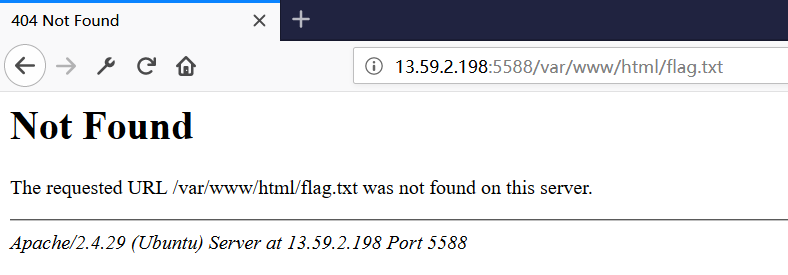 404 Not Found
13.59.2.198:5588/var/www/html/flag.txt
Not Found
The requested URL /var/www/html/flag.txt was not found on this server.
Apache/2.4.29 (Ubuntu) Server at 13.59.2.198 Port 5588